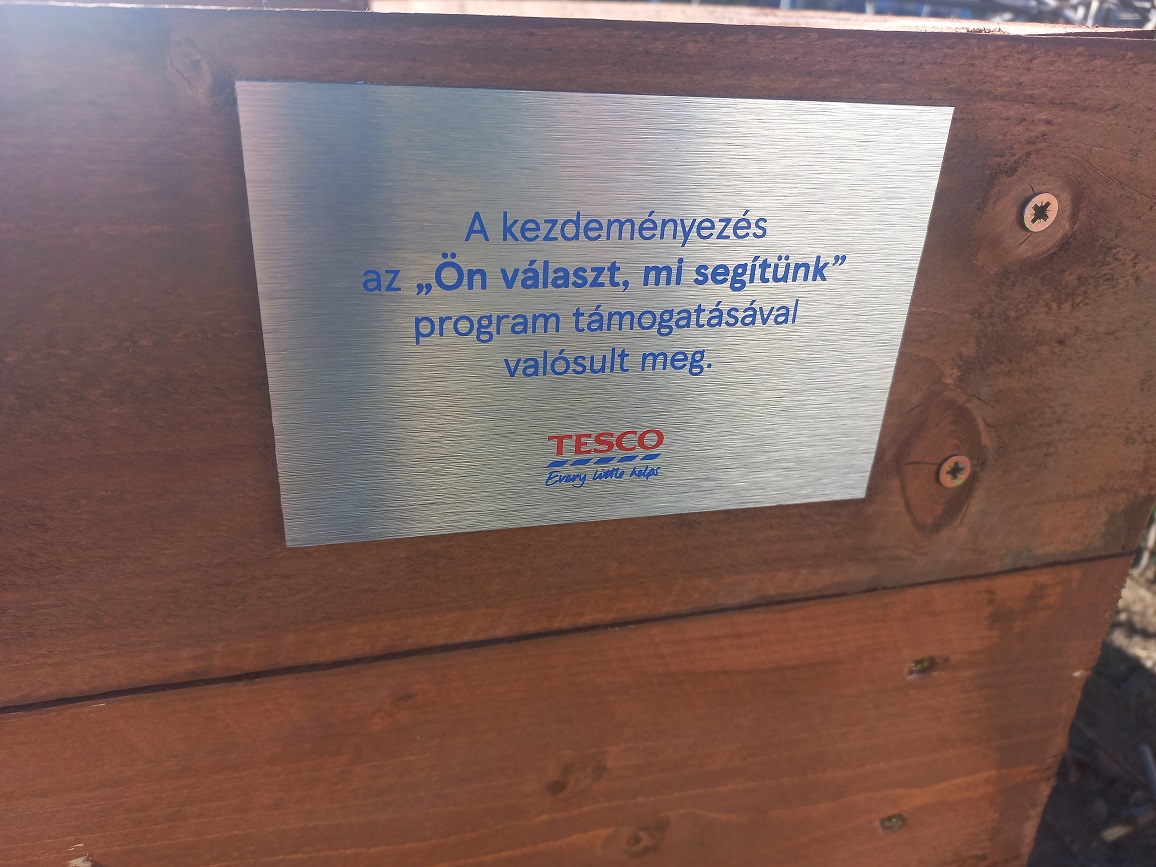 A kezdeményezés
az „Ön választ, mi segítünk”
program támogatásával
valósult meg.
TESCO
Every little helps